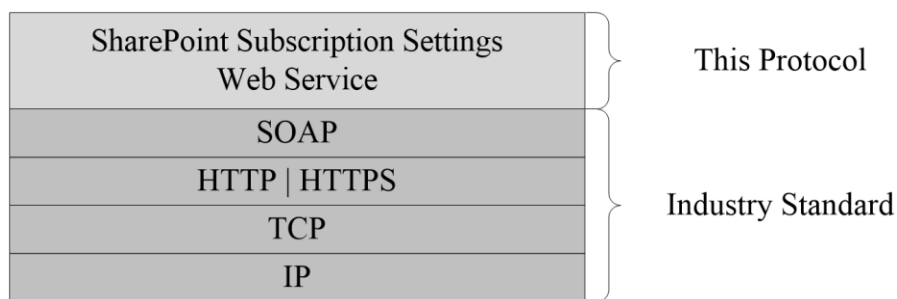 SharePoint Subscription Settings
Web Service
This Protocol
SOAP
HTTP | HTTPS
TCP
IP
Industry Standard